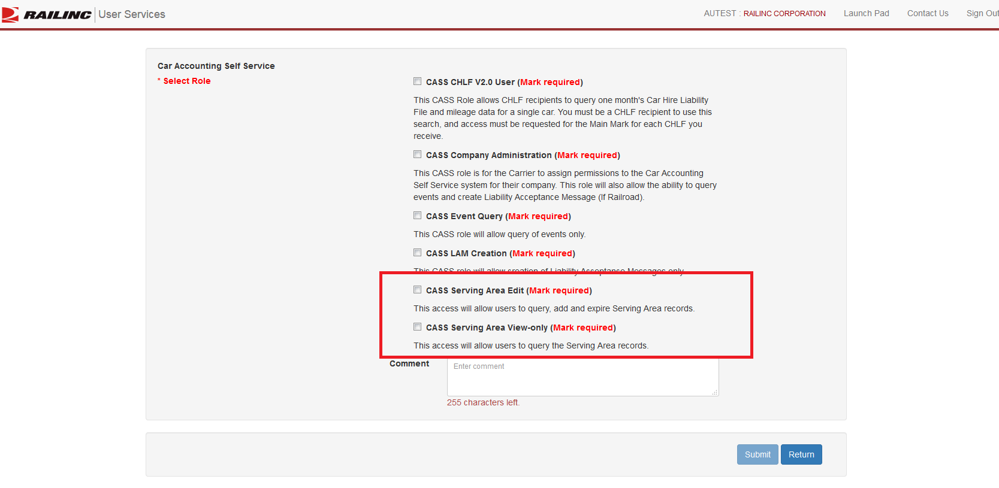 RAILINC User Services AUTEST : RAILINC CORPORATION Launch Pad Contact Us Sign Out
Car Accounting Self Service
* Select Role
CASS CHLF V2.0 User (Mark required)
This CASS Role allows CHLF recipients to query one month's Car Hire Liability
File and mileage data for a single car. You must be a CHLF recipient to use this
search, and access must be requested for the Main Mark for each CHLF you
receive.
CASS Company Administration (Mark required)
This CASS role is for the Carrier to assign permissions to the Car Accounting
Self Service system for their company. This role will also allow the ability to query
events and create Liability Acceptance Message (If Railroad).
CASS Event Query (Mark required)
This CASS role will allow query of events only.
CASS LAM Creation (Mark required)
This CASS role will allow creation of Liability Acceptance Messages only.
CASS Serving Area Edit (Mark required)
This access will allow users to query, add and expire Serving Area records.
CASS Serving Area View-only (Mark required)
This access will allow users to query the Serving Area records.
Comment
Enter comment
255 characters left.
Submit Return